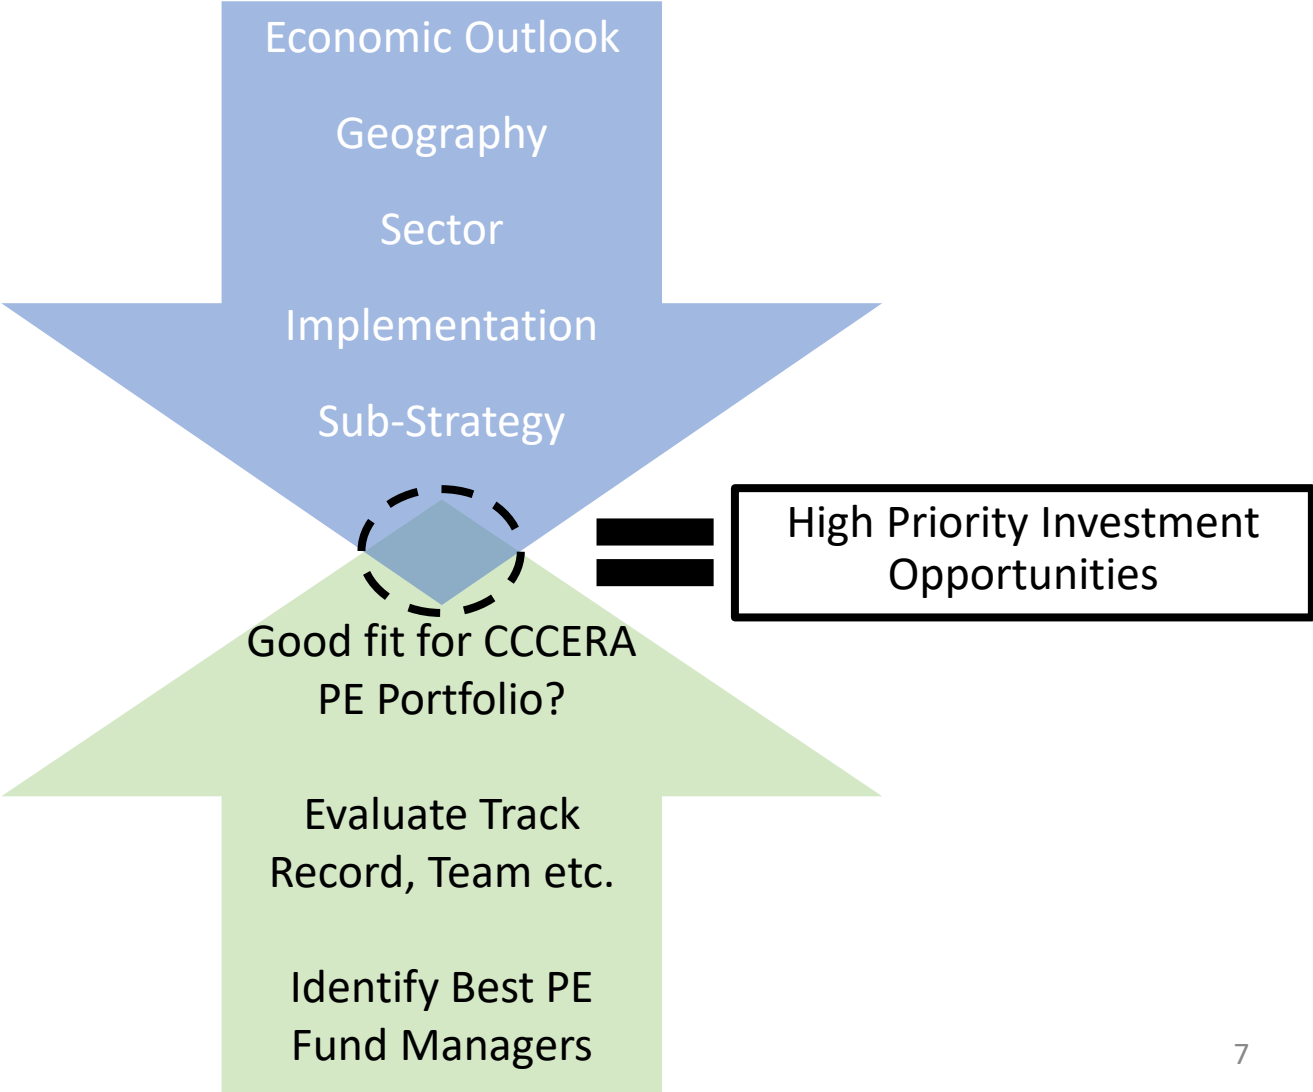 Economic Outlook
Geography
Sector
Implementation
Sub-Strategy
High Priority Investment
Opportunities
Good fit for CCCERA
PE Portfolio?
Evaluate Track
Record, Team etc.
Identify Best PE
Fund Managers
7